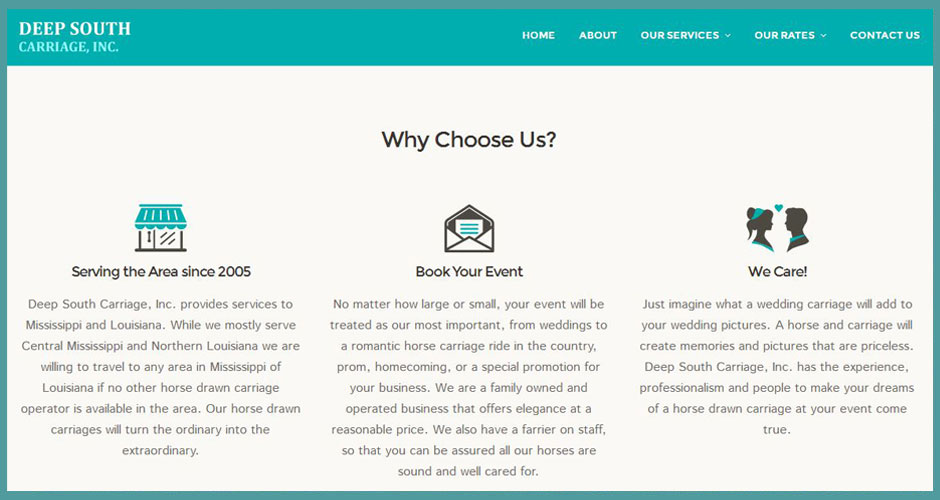 DEEP SOUTH
CARRIAGE, INC.
HOME ABOUT OUR SERVICES OUR RATES CONTACT US
Why Choose Us?
Serving the Area since 2005
Deep South Carriage, Inc. provides services to
Mississippi and Louisiana. While we mostly serve
Central Mississippi and Northern Louisiana we are
willing to travel to any area in Mississippi of
Louisiana if no other horse drawn carriage
operator is available in the area. Our horse drawn
carriages will turn the ordinary into the
extraordinary.
Book Your Event
No matter how large or small, your event will be
treated as our most important, from weddings to
a romantic horse carriage ride in the country,
prom, homecoming, or a special promotion for
your business. We are a family owned and
operated business that offers elegance at a
reasonable price. We also have a farrier on staff,
so that you can be assured all our horses are
sound and well cared for.
We Care!
Just imagine what a wedding carriage will add to
your wedding pictures. A horse and carriage will
create memories and pictures that are priceless.
Deep South Carriage, Inc. has the experience,
professionalism and people to make your dreams
of a horse drawn carriage at your event come
true.